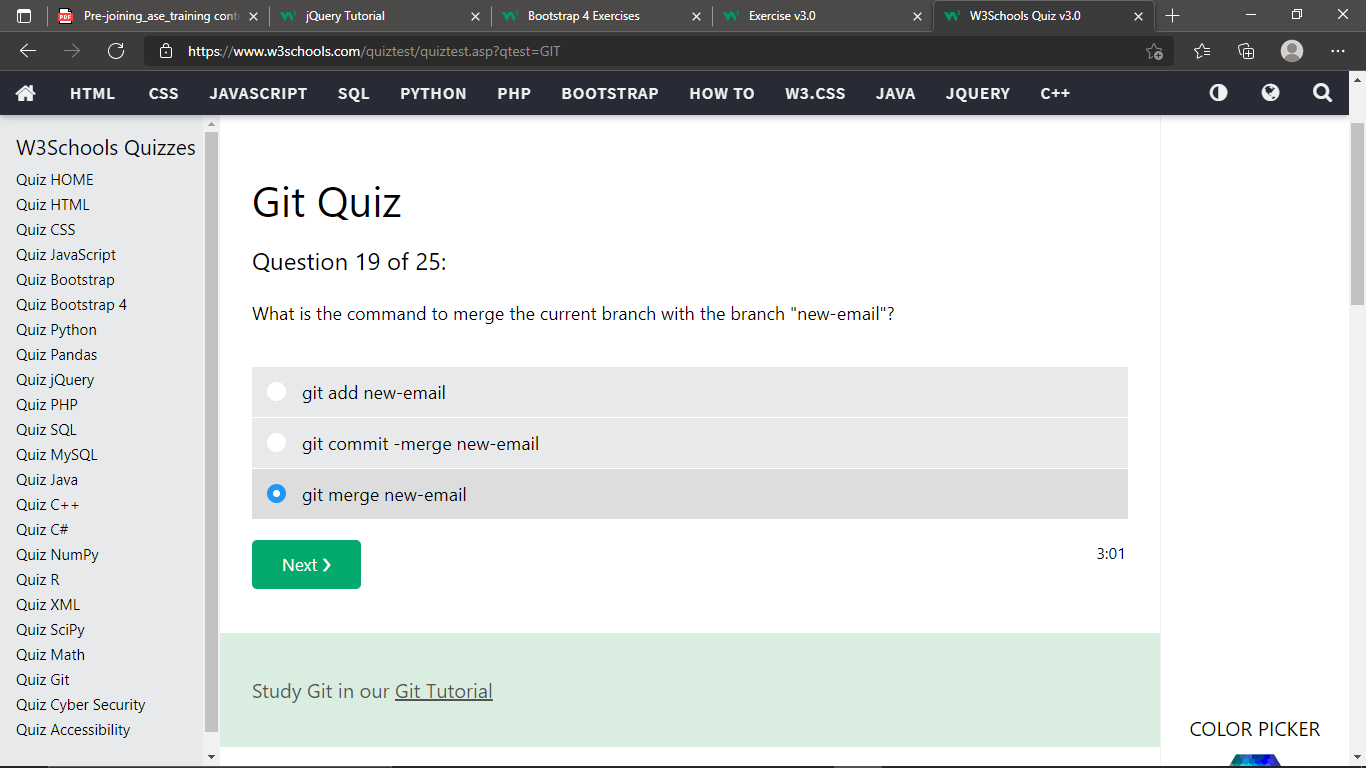 Pre-joining_ase_training cont
jQuery Tutorial
Bootstrap 4 Exercises
Exercise v3.0
W3Schools Quiz v3.0
https://www.w3schools.com/quiztest/quiztest.asp?qtest=GIT
HTML CSS JAVASCRIPT SQL PYTHON PHP BOOTSTRAP HOW TO W3.CSS JAVA JQUERY C++
W3Schools Quizzes
Quiz HOME
Quiz HTML
Quiz CSS
Quiz JavaScript
Quiz Bootstrap
Quiz Bootstrap 4
Quiz Python
Quiz Pandas
Quiz jQuery
Quiz PHP
Quiz SQL
Quiz MySQL
Quiz Java
Quiz C++
Quiz C#
Quiz NumPy
Quiz R
Quiz XML
Quiz SciPy
Quiz Math
Quiz Git
Quiz Cyber Security
Quiz Accessibility
Git Quiz
Question 19 of 25:
What is the command to merge the current branch with the branch "new-email"?
git add new-email
git commit -merge new-email
git merge new-email
Next ❯
3:01
Study Git in our Git Tutorial
COLOR PICKER